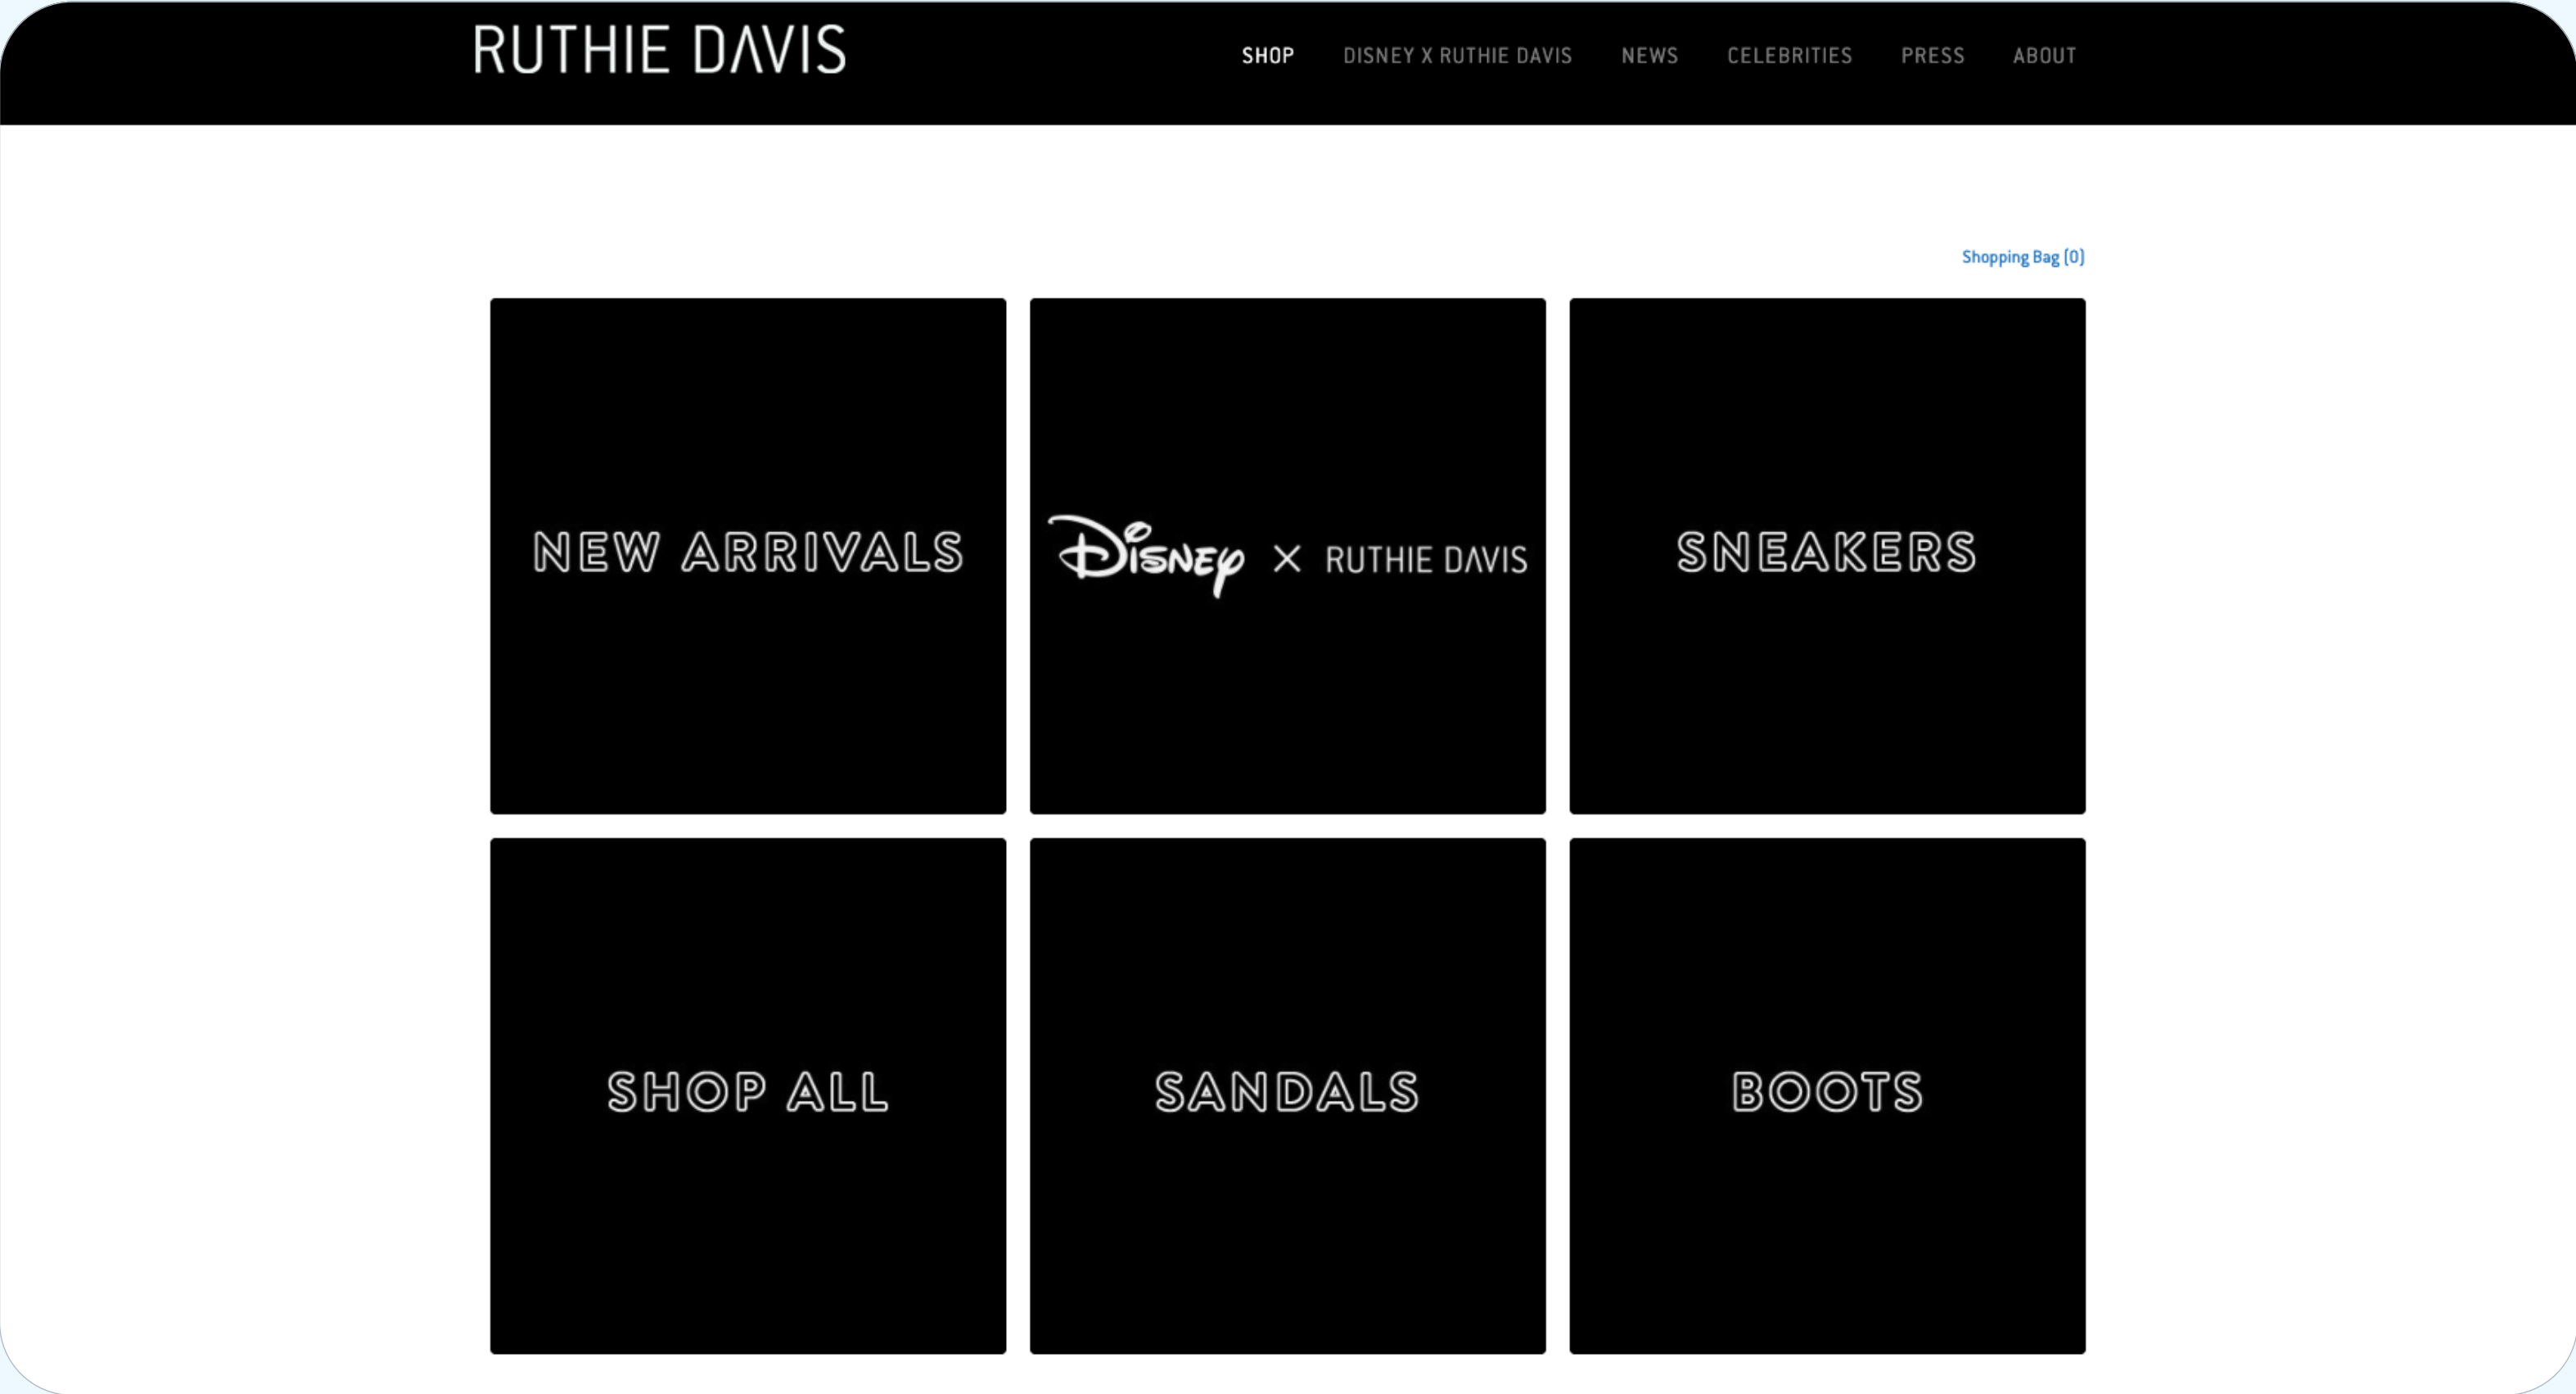 RUTHIE DAVIS
SHOP DISNEY X RUTHIE DAVIS NEWS CELEBRITIES PRESS ABOUT
Shopping Bag (0)
NEW ARRIVALS
Disney X RUTHIE DAVIS
SNEAKERS
SHOP ALL
SANDALS
BOOTS